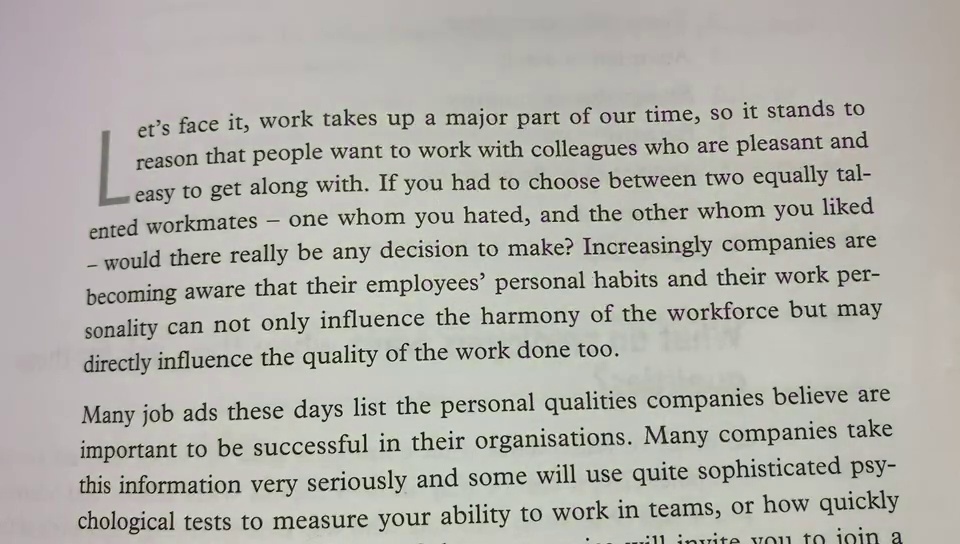 Let's face it, work takes up a major part of our time, so it stands to
reason that people want to work with colleagues who are pleasant and
easy to get along with. If you had to choose between two equally tal-
ented workmates – one whom you hated, and the other whom you liked
– would there really be any decision to make? Increasingly companies are
becoming aware that their employees' personal habits and their work per-
sonality can not only influence the harmony of the workforce but may
directly influence the quality of the work done too.
Many job ads these days list the personal qualities companies believe are
important to be successful in their organisations. Many companies take
this information very seriously and some will use quite sophisticated psy-
chological tests to measure your ability to work in teams, or how quickly
will invite you to join a